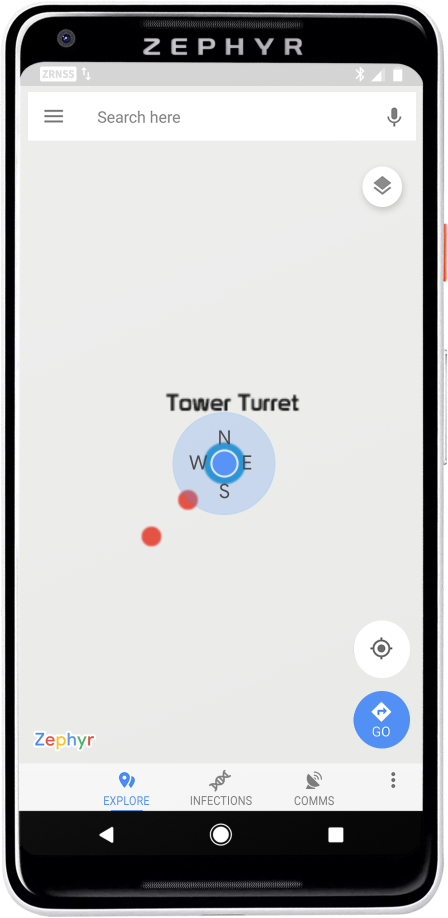 ZEPHYR
ZRNSS
Search here
Tower Turret
N
W E
S
GO
Zephyr
EXPLORE INFECTIONS COMMS